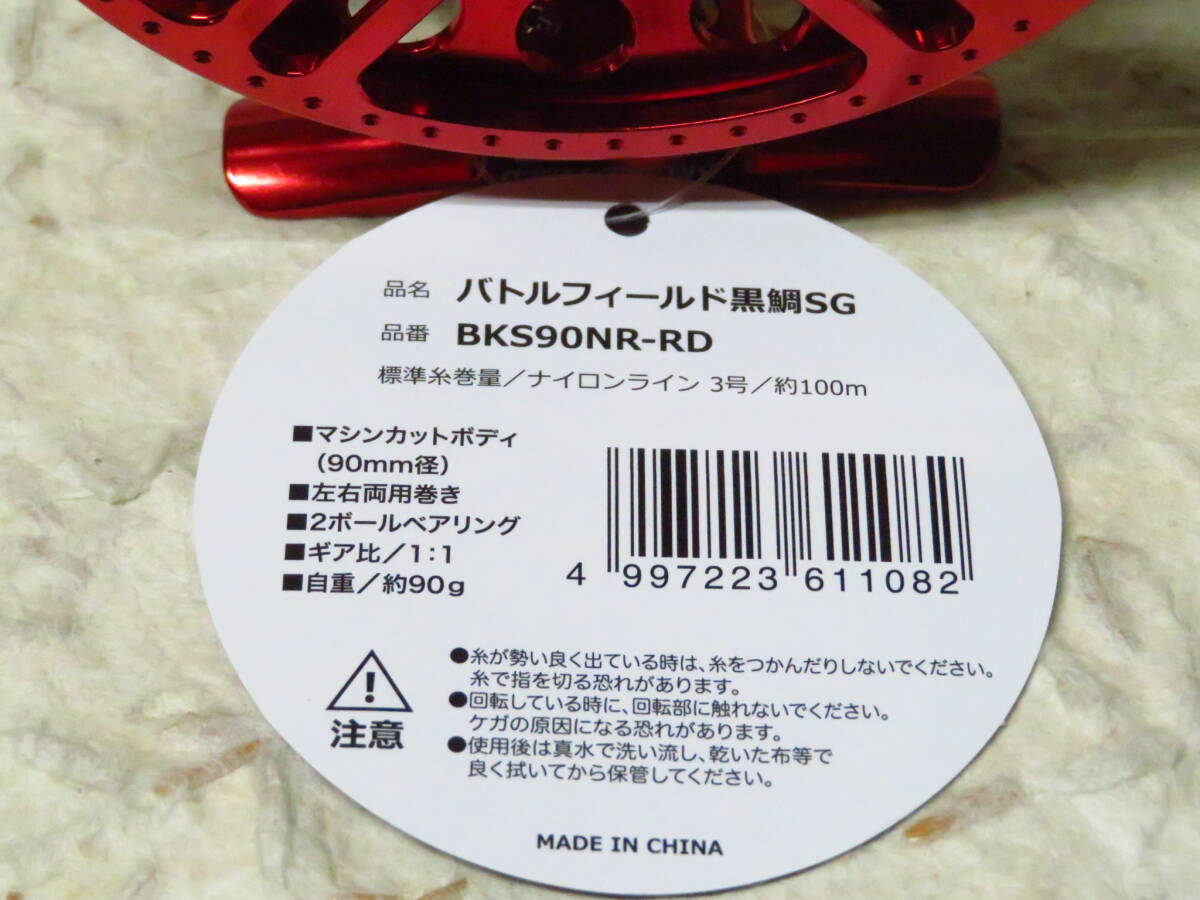 品名 バトルフィールド黒鯛SG
品番 BKS90NR-RD
標準糸巻量／ナイロンライン 3号／約100m
■マシンカットボディ
（90mm径）
■左右両用巻き
■2ボールベアリング
■ギア比／1：1
■自重／約90g
4 997223 611082
注意
●糸が勢い良く出ている時は、糸をつかんだりしないでください。
糸で指を切る恐れがあります。
●回転している時に、回転部に触れないでください。
ケガの原因になる恐れがあります。
●使用後は真水で洗い流し、乾いた布等で
良く拭いてから保管してください。
MADE IN CHINA